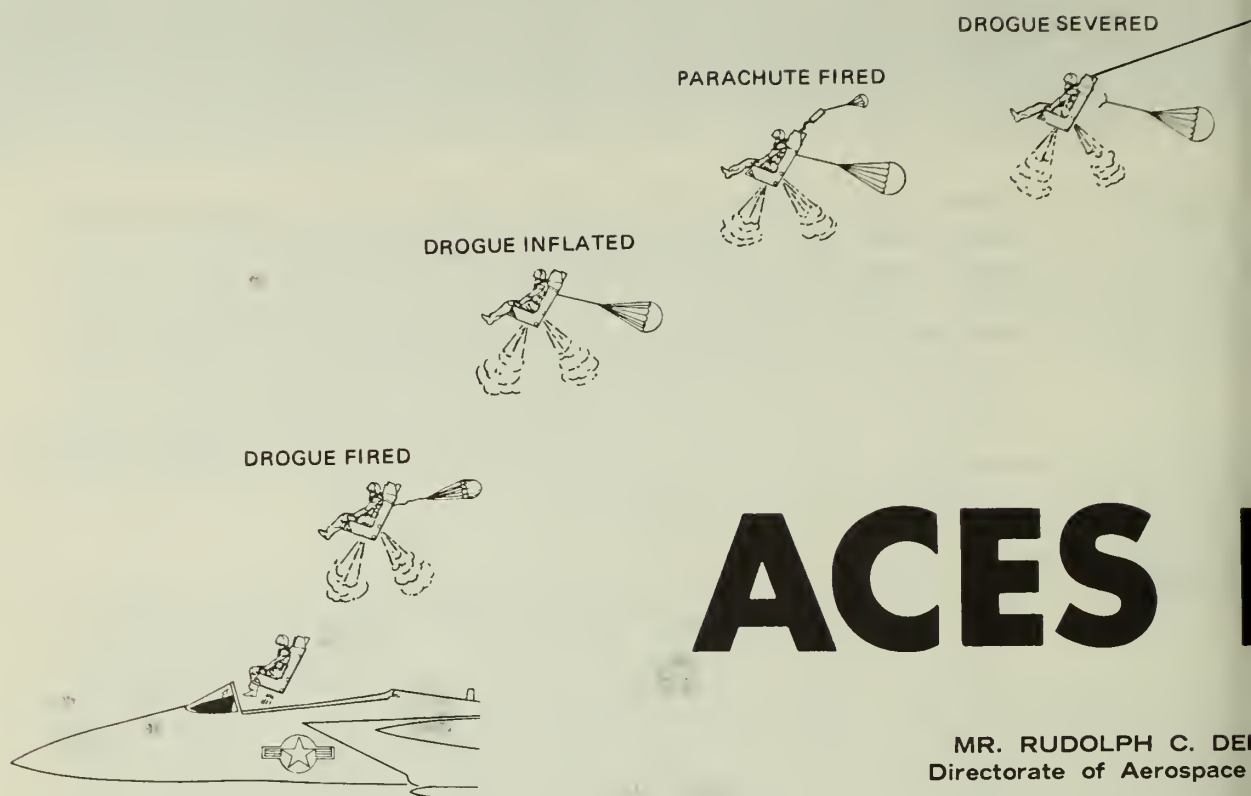 DROGUE SEVERED
PARACHUTE FIRED
DROGUE INFLATED
DROGUE FIRED
ACES
MR. RUDOLPH C.
Directorate of Aerospace